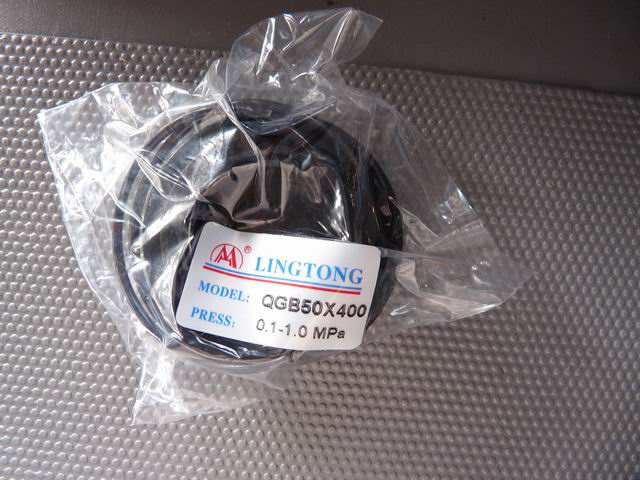 ® LINGTONG
MODEL: QGB50X400
PRESS: 0.1-1.0 MPa